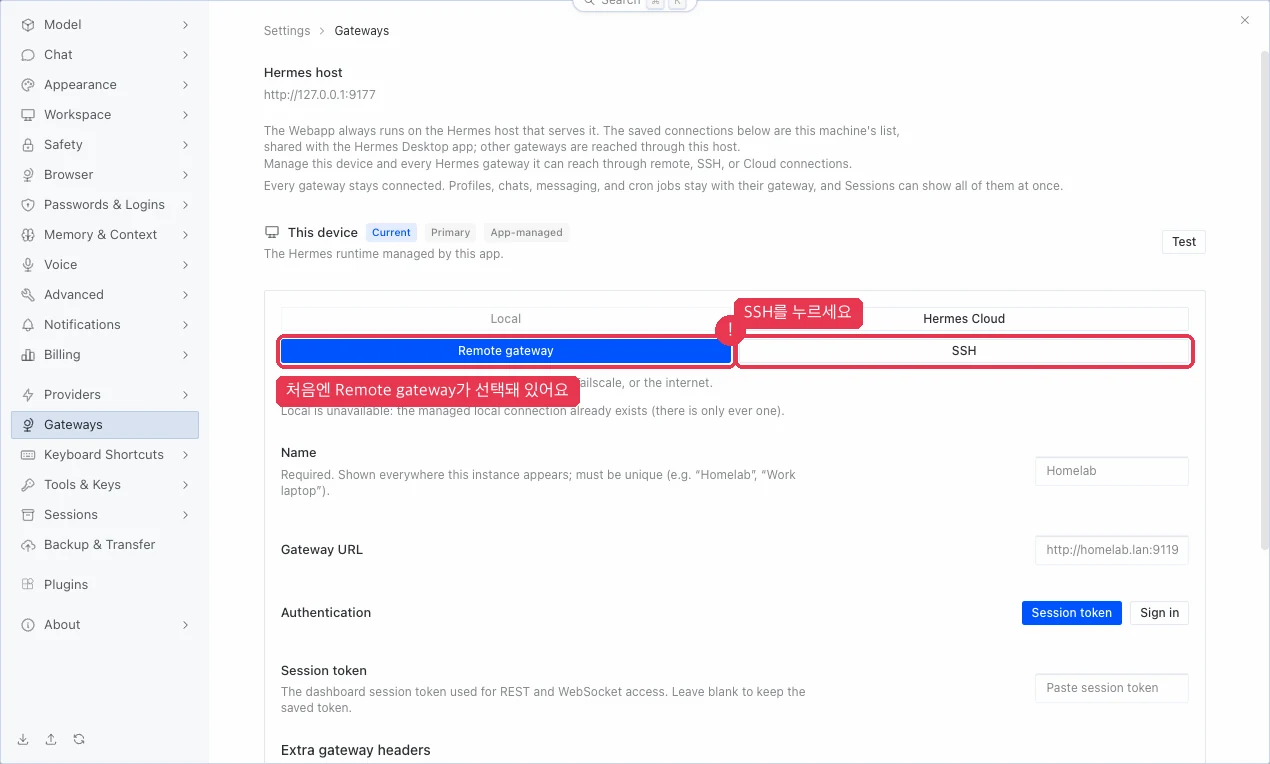 Search ⌘ K
Model
Chat
Appearance
Workspace
Safety
Browser
Passwords & Logins
Memory & Context
Voice
Advanced
Notifications
Billing
Providers
Gateways
Keyboard Shortcuts
Tools & Keys
Sessions
Backup & Transfer
Plugins
About
Settings > Gateways
Hermes host
http://127.0.0.1:9177
The Webapp always runs on the Hermes host that serves it. The saved connections below are this machine's list,
shared with the Hermes Desktop app; other gateways are reached through this host.
Manage this device and every Hermes gateway it can reach through remote, SSH, or Cloud connections.
Every gateway stays connected. Profiles, chats, messaging, and cron jobs stay with their gateway, and Sessions can show all of them at once.
This device Current Primary App-managed
The Hermes runtime managed by this app.
Test
SSH를 누르세요
Local
Hermes Cloud
!
Remote gateway
SSH
처음엔 Remote gateway가 선택돼 있어요
or the internet.
Local is unavailable: the managed local connection already exists (there is only ever one).
Name
Required. Shown everywhere this instance appears; must be unique (e.g. “Homelab”, “Work
laptop”).
Homelab
Gateway URL
http://homelab.lan:9119
Authentication
Session token
Sign in
Session token
The dashboard session token used for REST and WebSocket access. Leave blank to keep the
saved token.
Paste session token
Extra gateway headers